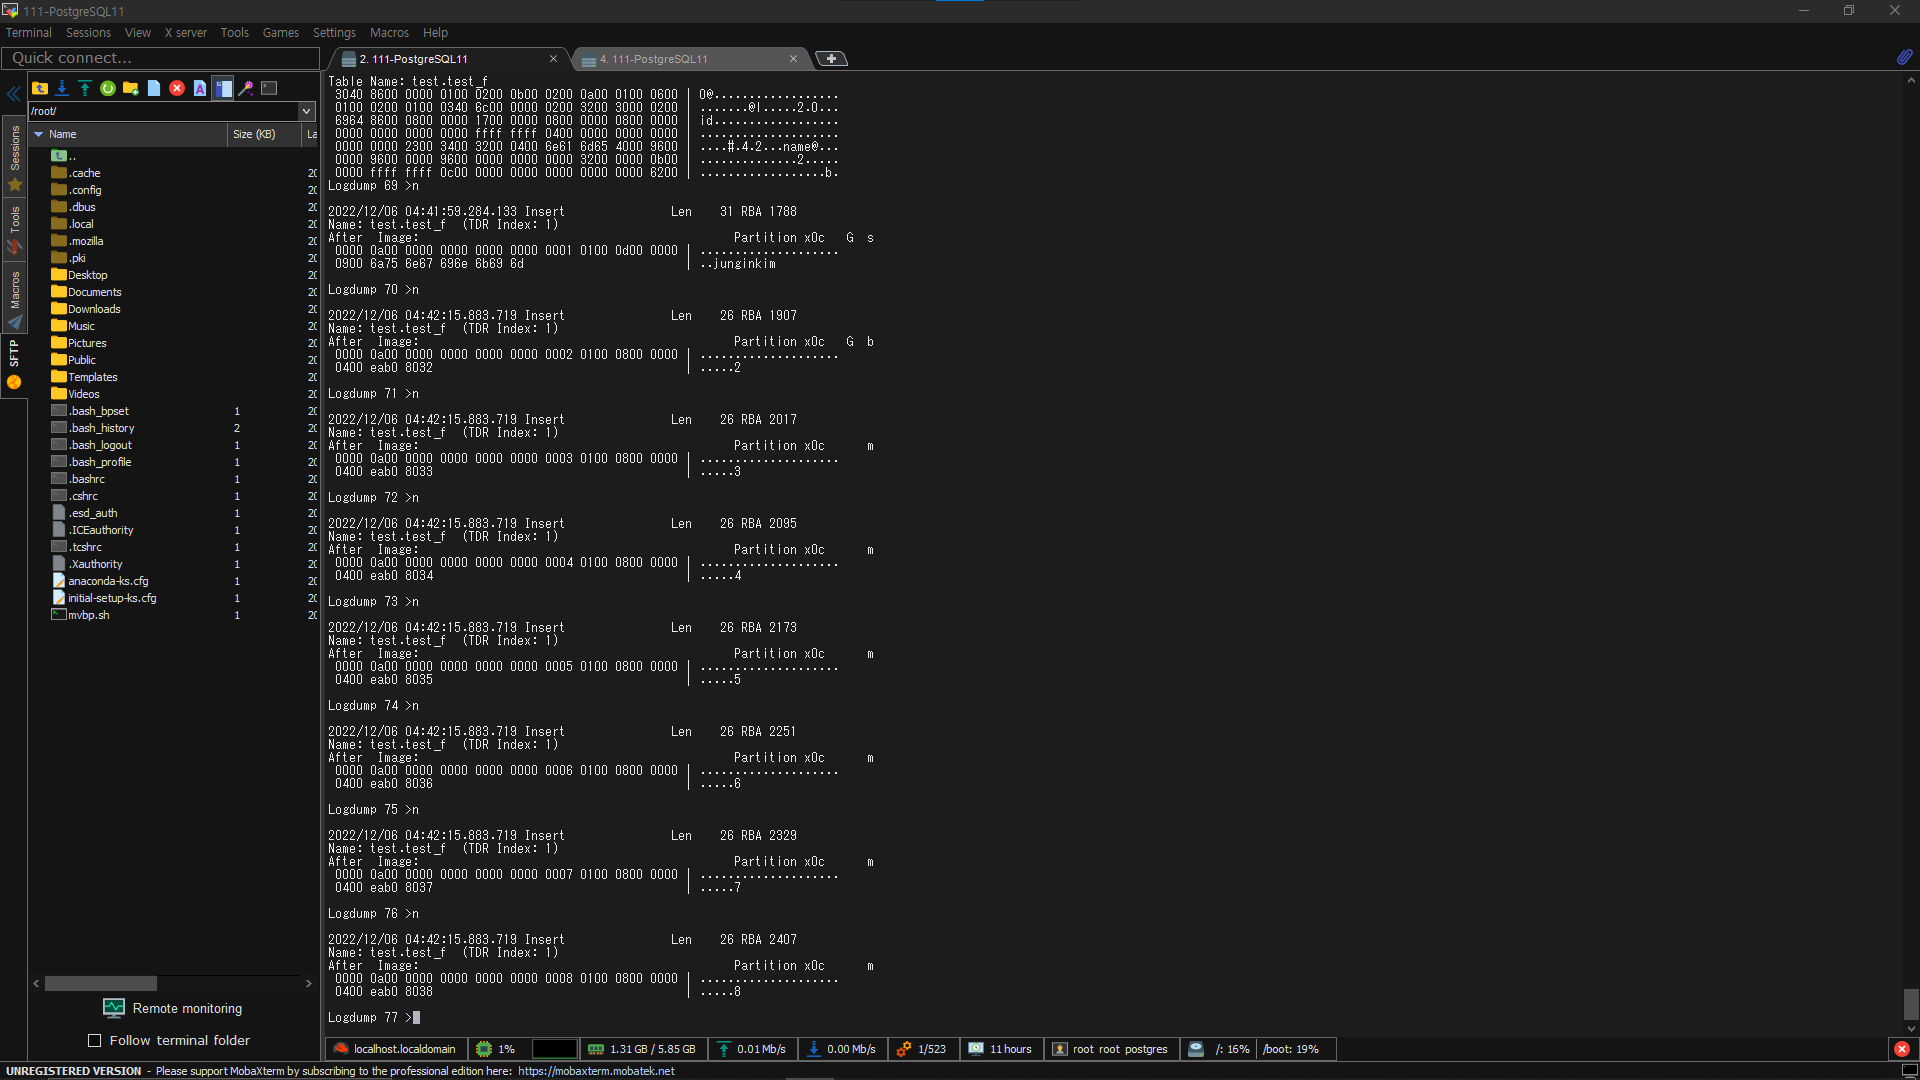 111-PostgreSQL11
Terminal Sessions View X server Tools Games Settings Macros Help
Quick connect...
2. 111-PostgreSQL11
4. 111-PostgreSQL11
/root/
Name Size (KB) La
..
.cache 20
.config 20
.dbus 20
.local 20
.mozilla 20
.pki 20
Desktop 20
Documents 20
Downloads 20
Music 20
Pictures 20
Public 20
Templates 20
Videos 20
.bash_bpset 1 20
.bash_history 2 20
.bash_logout 1 20
.bash_profile 1 20
.bashrc 1 20
.cshrc 1 20
.esd_auth 1 20
.ICEauthority 1 20
.tcshrc 1 20
.Xauthority 1 20
anaconda-ks.cfg 1 20
initial-setup-ks.cfg 1 20
mvbp.sh 1 20
Sessions
Tools
Macros
SFTP
Remote monitoring
Follow terminal folder
Table Name: test.test_f
3040 8600 0000 0100 0200 0b00 0200 0a00 0100 0600 | 0@..................
0100 0200 0100 0340 6c00 0000 0200 3200 3000 0200 | .......@l.....2.0...
6964 8600 0800 0000 1700 0000 0800 0000 0800 0000 | id..................
0000 0000 0000 0000 ffff ffff 0400 0000 0000 0000 | ....................
0000 0000 2300 3400 3200 0400 6e61 6d65 4000 9600 | ....#.4.2...name@...
0000 9600 0000 9600 0000 0000 0000 3200 0000 0b00 | ..............2.....
0000 ffff ffff 0c00 0000 0000 0000 0000 0000 6200 | ..................b.
Logdump 69 >n
2022/12/06 04:41:59.284.133 Insert Len 31 RBA 1788
Name: test.test_f (TDR Index: 1)
After Image: Partition x0c G s
0000 0a00 0000 0000 0000 0000 0001 0100 0d00 0000 | ....................
0900 6a75 6e67 696e 6b69 6d | ..junginkim
Logdump 70 >n
2022/12/06 04:42:15.883.719 Insert Len 26 RBA 1907
Name: test.test_f (TDR Index: 1)
After Image: Partition x0c G b
0000 0a00 0000 0000 0000 0000 0002 0100 0800 0000 | ....................
0400 eab0 8032 | .....2
Logdump 71 >n
2022/12/06 04:42:15.883.719 Insert Len 26 RBA 2017
Name: test.test_f (TDR Index: 1)
After Image: Partition x0c m
0000 0a00 0000 0000 0000 0000 0003 0100 0800 0000 | ....................
0400 eab0 8033 | .....3
Logdump 72 >n
2022/12/06 04:42:15.883.719 Insert Len 26 RBA 2095
Name: test.test_f (TDR Index: 1)
After Image: Partition x0c m
0000 0a00 0000 0000 0000 0000 0004 0100 0800 0000 | ....................
0400 eab0 8034 | .....4
Logdump 73 >n
2022/12/06 04:42:15.883.719 Insert Len 26 RBA 2173
Name: test.test_f (TDR Index: 1)
After Image: Partition x0c m
0000 0a00 0000 0000 0000 0000 0005 0100 0800 0000 | ....................
0400 eab0 8035 | .....5
Logdump 74 >n
2022/12/06 04:42:15.883.719 Insert Len 26 RBA 2251
Name: test.test_f (TDR Index: 1)
After Image: Partition x0c m
0000 0a00 0000 0000 0000 0000 0006 0100 0800 0000 | ....................
0400 eab0 8036 | .....6
Logdump 75 >n
2022/12/06 04:42:15.883.719 Insert Len 26 RBA 2329
Name: test.test_f (TDR Index: 1)
After Image: Partition x0c m
0000 0a00 0000 0000 0000 0000 0007 0100 0800 0000 | ....................
0400 eab0 8037 | .....7
Logdump 76 >n
2022/12/06 04:42:15.883.719 Insert Len 26 RBA 2407
Name: test.test_f (TDR Index: 1)
After Image: Partition x0c m
0000 0a00 0000 0000 0000 0000 0008 0100 0800 0000 | ....................
0400 eab0 8038 | .....8
Logdump 77 >
localhost.localdomain 1% 1.31 GB / 5.85 GB 0.01 Mb/s 0.00 Mb/s 1/523 11 hours root root postgres /: 16% /boot: 19%
UNREGISTERED VERSION - Please support MobaXterm by subscribing to the professional edition here: https://mobaxterm.mobatek.net